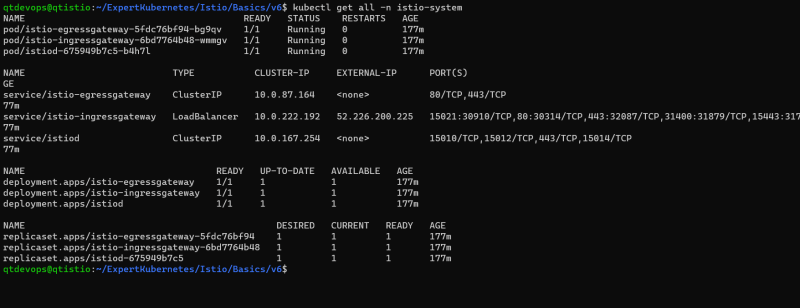 qtdevops@qtistio:~/ExpertKubernetes/Istio/Basics/v6$ kubectl get all -n istio-system
NAME                                        READY   STATUS    RESTARTS   AGE
pod/istio-egressgateway-5fdc76bf94-bg9qv    1/1     Running   0          177m
pod/istio-ingressgateway-6bd7764b48-wmmgv   1/1     Running   0          177m
pod/istiod-675949b7c5-b4h7l                 1/1     Running   0          177m
NAME                           TYPE           CLUSTER-IP     EXTERNAL-IP      PORT(S)
GE
service/istio-egressgateway    ClusterIP      10.0.87.164    <none>           80/TCP,443/TCP
77m
service/istio-ingressgateway   LoadBalancer   10.0.222.192   52.226.200.225   15021:30910/TCP,80:30314/TCP,443:32087/TCP,31400:31879/TCP,15443:317
77m
service/istiod                 ClusterIP      10.0.167.254   <none>           15010/TCP,15012/TCP,443/TCP,15014/TCP
77m
NAME                                   READY   UP-TO-DATE   AVAILABLE   AGE
deployment.apps/istio-egressgateway    1/1     1            1           177m
deployment.apps/istio-ingressgateway   1/1     1            1           177m
deployment.apps/istiod                 1/1     1            1           177m
NAME                                              DESIRED   CURRENT   READY   AGE
replicaset.apps/istio-egressgateway-5fdc76bf94    1         1         1       177m
replicaset.apps/istio-ingressgateway-6bd7764b48   1         1         1       177m
replicaset.apps/istiod-675949b7c5                 1         1         1       177m
qtdevops@qtistio:~/ExpertKubernetes/Istio/Basics/v6$